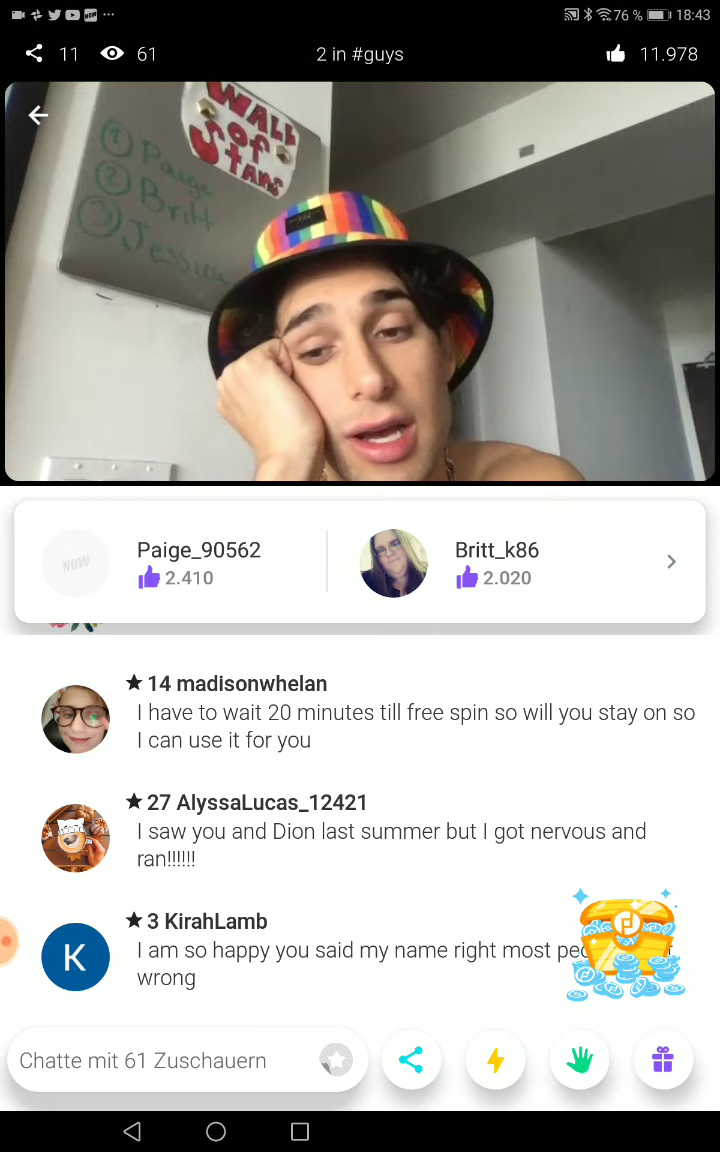 76 % 18:43
11 61 2 in #guys 11.978
WALL
of
STARS
① Paige
② Britt
③ Jessica
NOW
Paige_90562
2.410
Britt_k86
2.020
★ 14 madisonwhelan
I have to wait 20 minutes till free spin so will you stay on so
I can use it for you
★ 27 AlyssaLucas_12421
I saw you and Dion last summer but I got nervous and
ran!!!!!!
★ 3 KirahLamb
K
I am so happy you said my name right most
wrong
Chatte mit 61 Zuschauern